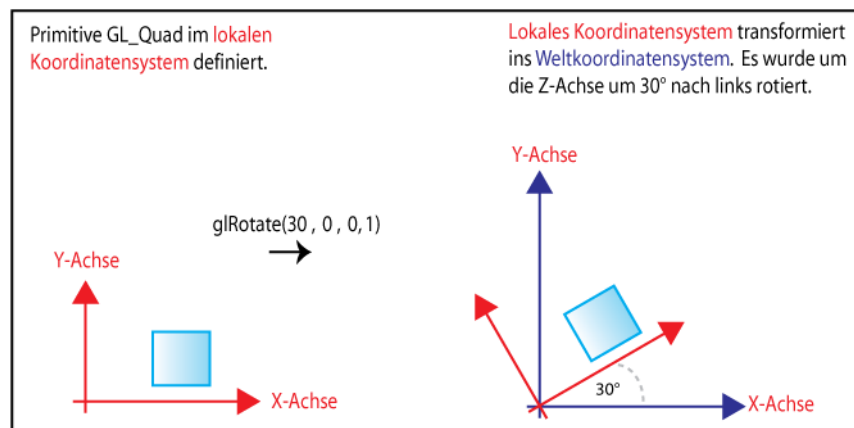 Primitive GL_Quad im lokalen
Koordinatensystem definiert.
Lokales Koordinatensystem transformiert
ins Weltkoordinatensystem. Es wurde um
die Z-Achse um 30° nach links rotiert.
Y-Achse
glRotate(30 , 0 , 0,1)
Y-Achse
30°
X-Achse
X-Achse